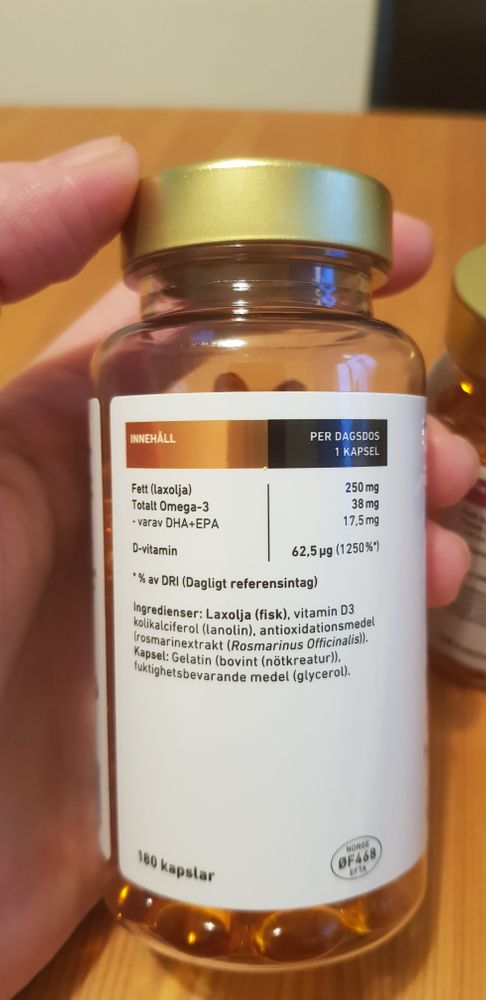 INNEHÅLL
PER DAGSDOS
1 KAPSEL
Fett (laxolja) 250 mg
Totalt Omega-3 38 mg
- varav DHA+EPA 17,5 mg
D-vitamin 62,5 µg (1250%*)
*% av DRI (Dagligt referensintag)
Ingredienser: Laxolja (fisk), vitamin D3
kolikalciferol (lanolin), antioxidationsmedel
(rosmarinextrakt (Rosmarinus Officinalis)).
Kapsel: Gelatin (bovint (nötkreatur)),
fuktighetsbevarande medel (glycerol).
180 kapslar
NORGE
ØF468
EFTA